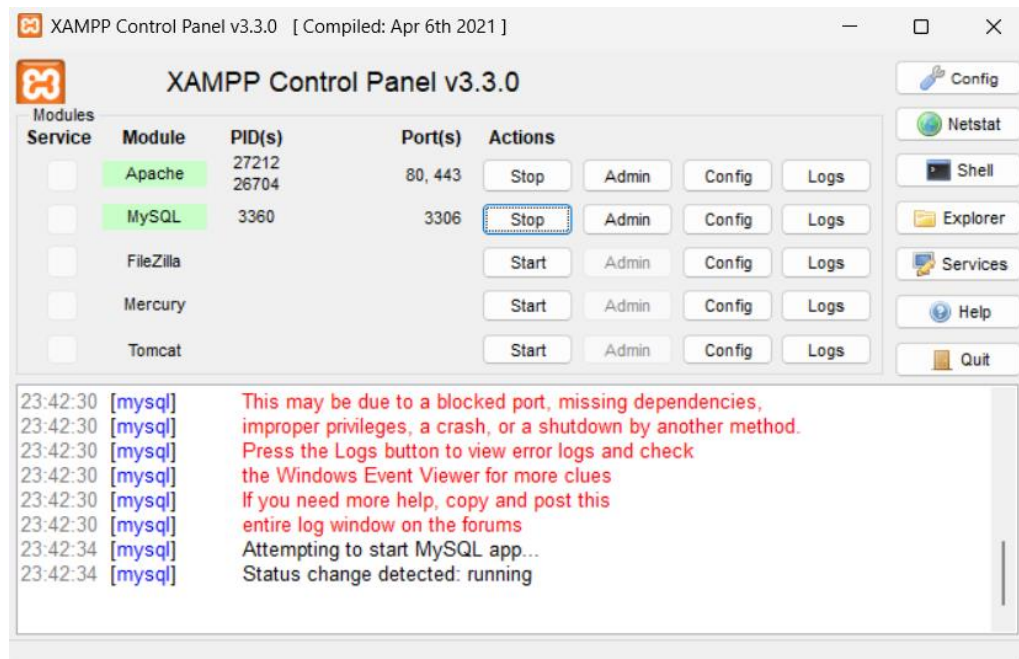 XAMPP Control Panel v3.3.0 [ Compiled: Apr 6th 2021 ]
XAMPP Control Panel v3.3.0
Config
Modules
Service Module PID(s) Port(s) Actions
Netstat
Apache 27212 26704 80, 443 Stop Admin Config Logs
Shell
MySQL 3360 3306 Stop Admin Config Logs
Explorer
FileZilla Start Admin Config Logs
Services
Mercury Start Admin Config Logs
Help
Tomcat Start Admin Config Logs
Quit
23:42:30 [mysql] This may be due to a blocked port, missing dependencies,
23:42:30 [mysql] improper privileges, a crash, or a shutdown by another method.
23:42:30 [mysql] Press the Logs button to view error logs and check
23:42:30 [mysql] the Windows Event Viewer for more clues
23:42:30 [mysql] If you need more help, copy and post this
23:42:30 [mysql] entire log window on the forums
23:42:34 [mysql] Attempting to start MySQL app...
23:42:34 [mysql] Status change detected: running